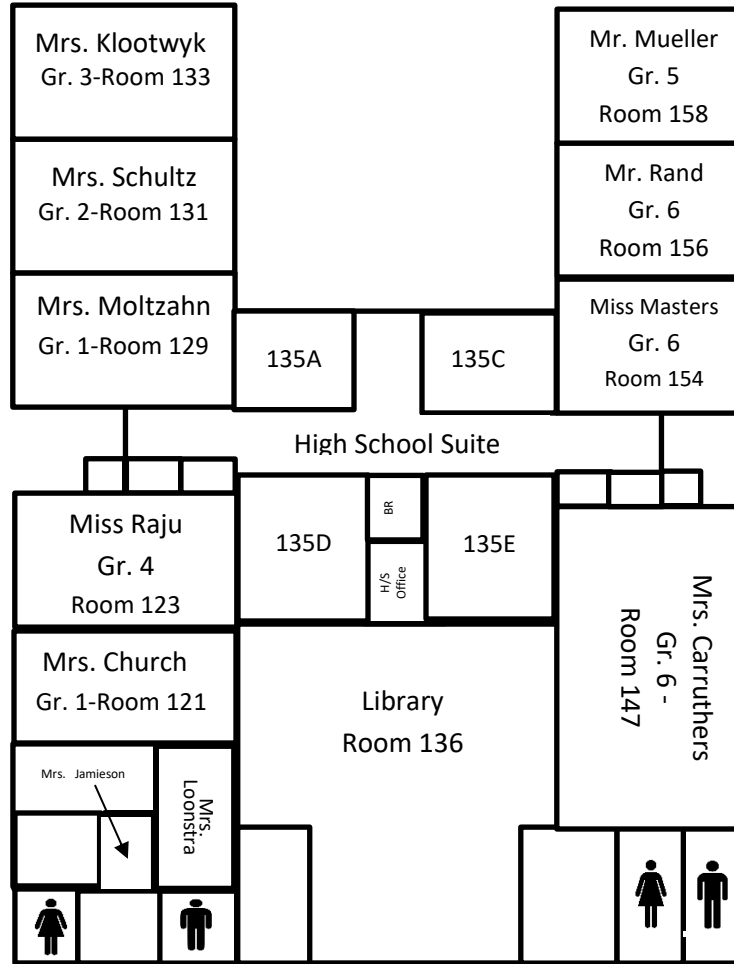 Mrs. Klootwyk
Gr. 3-Room 133
Mrs. Schultz
Gr. 2-Room 131
Mrs. Moltzahn
Gr. 1-Room 129
135A
135C
Mr. Mueller
Gr. 5
Room 158
Mr. Rand
Gr. 6
Room 156
Miss Masters
Gr. 6
Room 154
High School Suite
Miss Raju
Gr. 4
Room 123
135D
BR
H/S
Office
135E
Mrs. Church
Gr. 1-Room 121
Library
Room 136
Mrs. Carruthers
Gr. 6 -
Room 147
Mrs. Jamieson
Mrs.
Loonstra